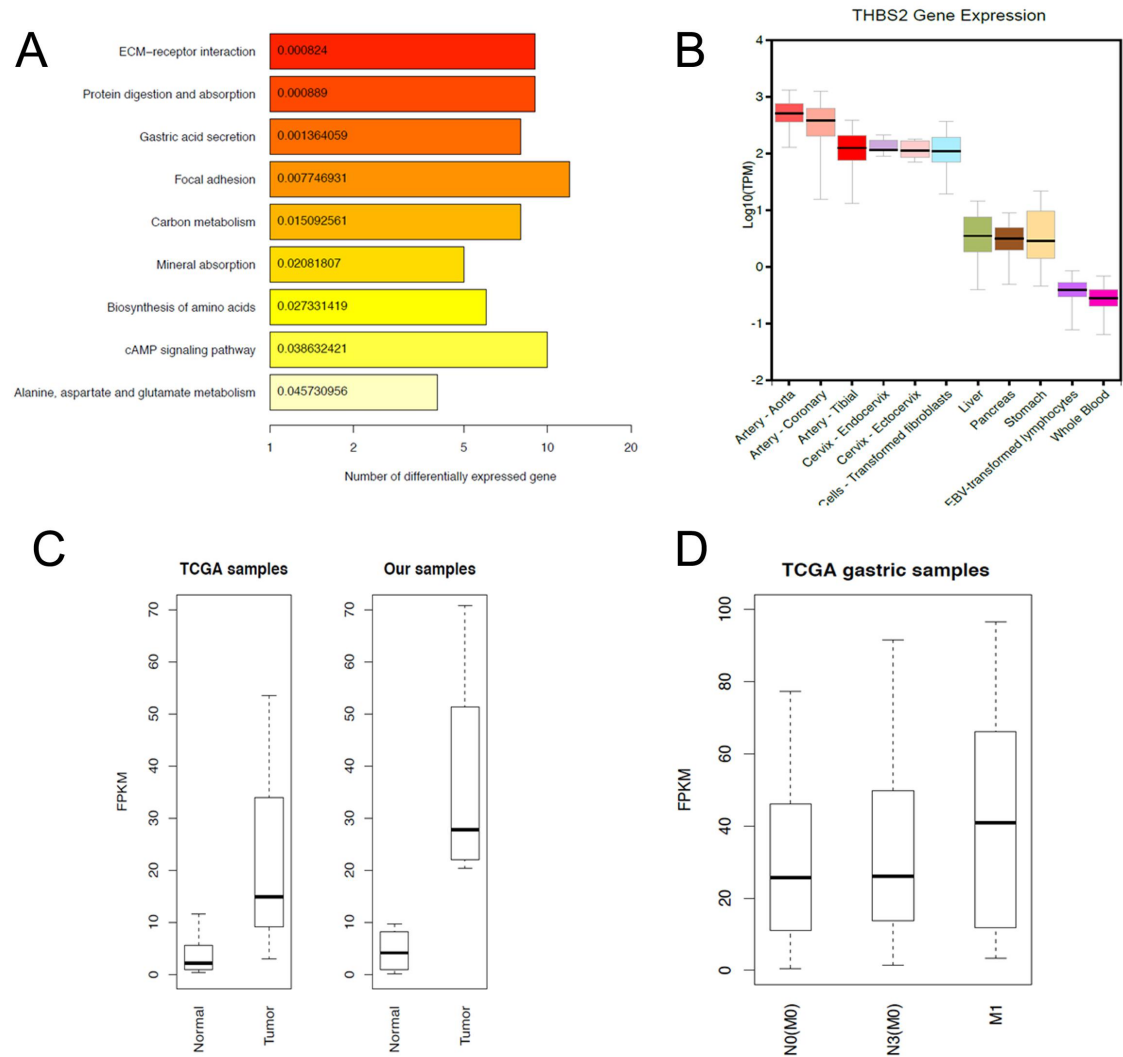 A
ECM−receptor interaction 0.000824
Protein digestion and absorption 0.000889
Gastric acid secretion 0.001364059
Focal adhesion 0.007746931
Carbon metabolism 0.015092561
Mineral absorption 0.02081807
Biosynthesis of amino acids 0.027331419
cAMP signaling pathway 0.038632421
Alanine, aspartate and glutamate metabolism 0.045730956
1 2 5 10 20
Number of differentially expressed gene
B
THBS2 Gene Expression
Log10(TPM)
4
3
2
1
0
-1
-2
Artery - Aorta
Artery - Coronary
Artery - Tibial
Cervix - Endocervix
Cervix - Ectocervix
Cells - Transformed fibroblasts
Liver
Pancreas
Stomach
EBV-transformed lymphocytes
Whole Blood
C
TCGA samples
FPKM
70
60
50
40
30
20
10
0
Normal
Tumor
Our samples
70
60
50
40
30
20
10
0
Normal
Tumor
D
TCGA gastric samples
FPKM
100
80
60
40
20
0
N0(M0)
N3(M0)
M1